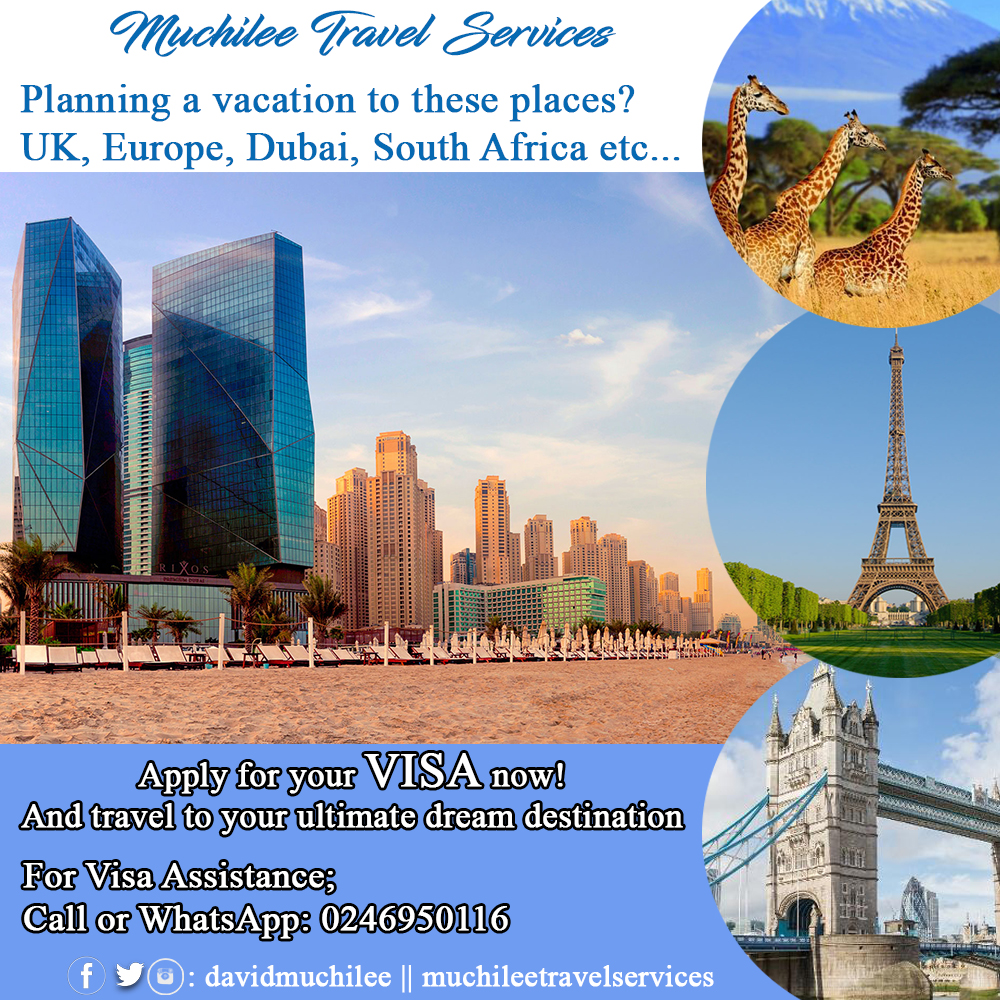 Muchilee Travel Services
Planning a vacation to these places?
UK, Europe, Dubai, South Africa etc...
RIXOS
Apply for your VISA now!
And travel to your ultimate dream destination
For Visa Assistance;
Call or WhatsApp: 0246950116
: davidmuchilee || muchileetravelservices